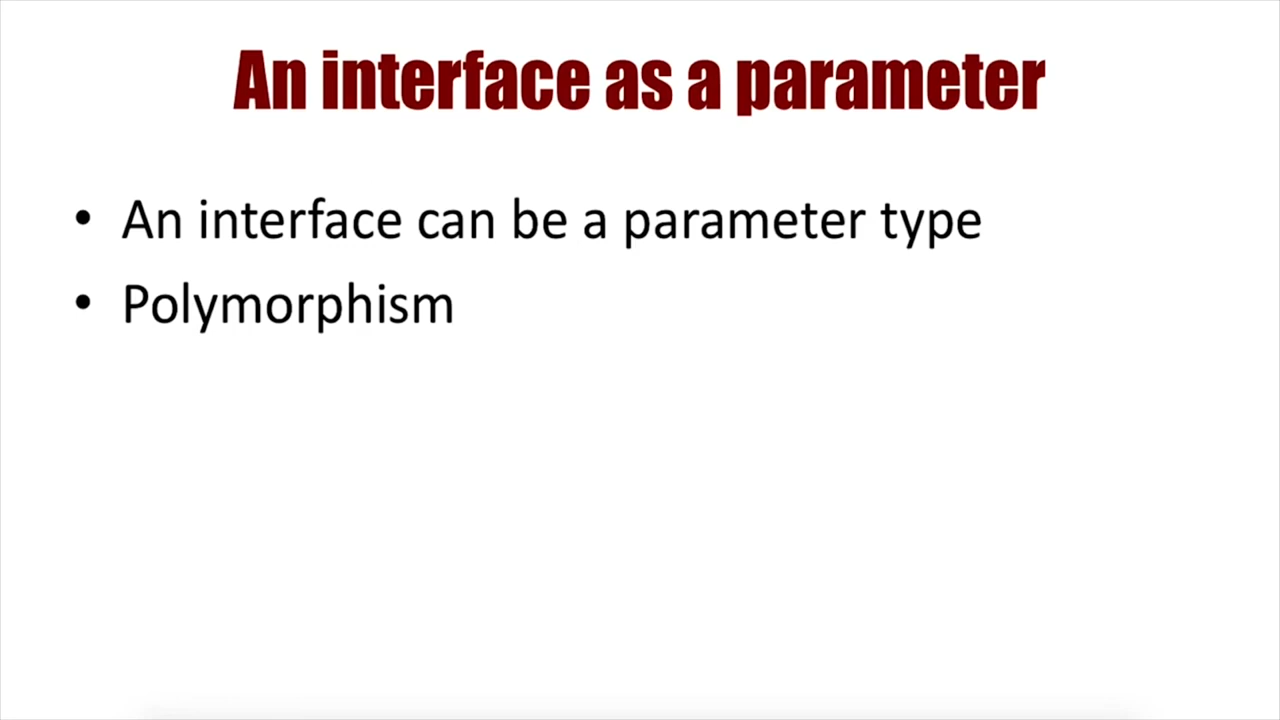 An interface as a parameter
• An interface can be a parameter type
• Polymorphism